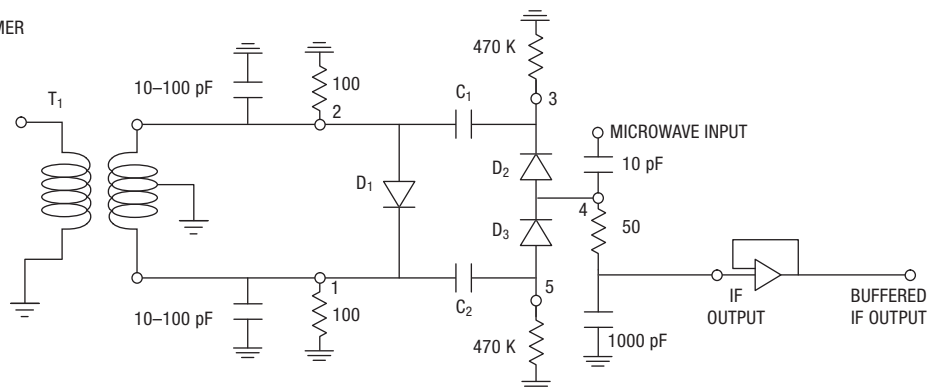 MER
T1
10–100 pF
100
2
470 K
3
C1
MICROWAVE INPUT
10 pF
D1
D2
4
50
D3
1
5
C2
10–100 pF
100
470 K
1000 pF
IF
OUTPUT
BUFFERED
IF OUTPUT